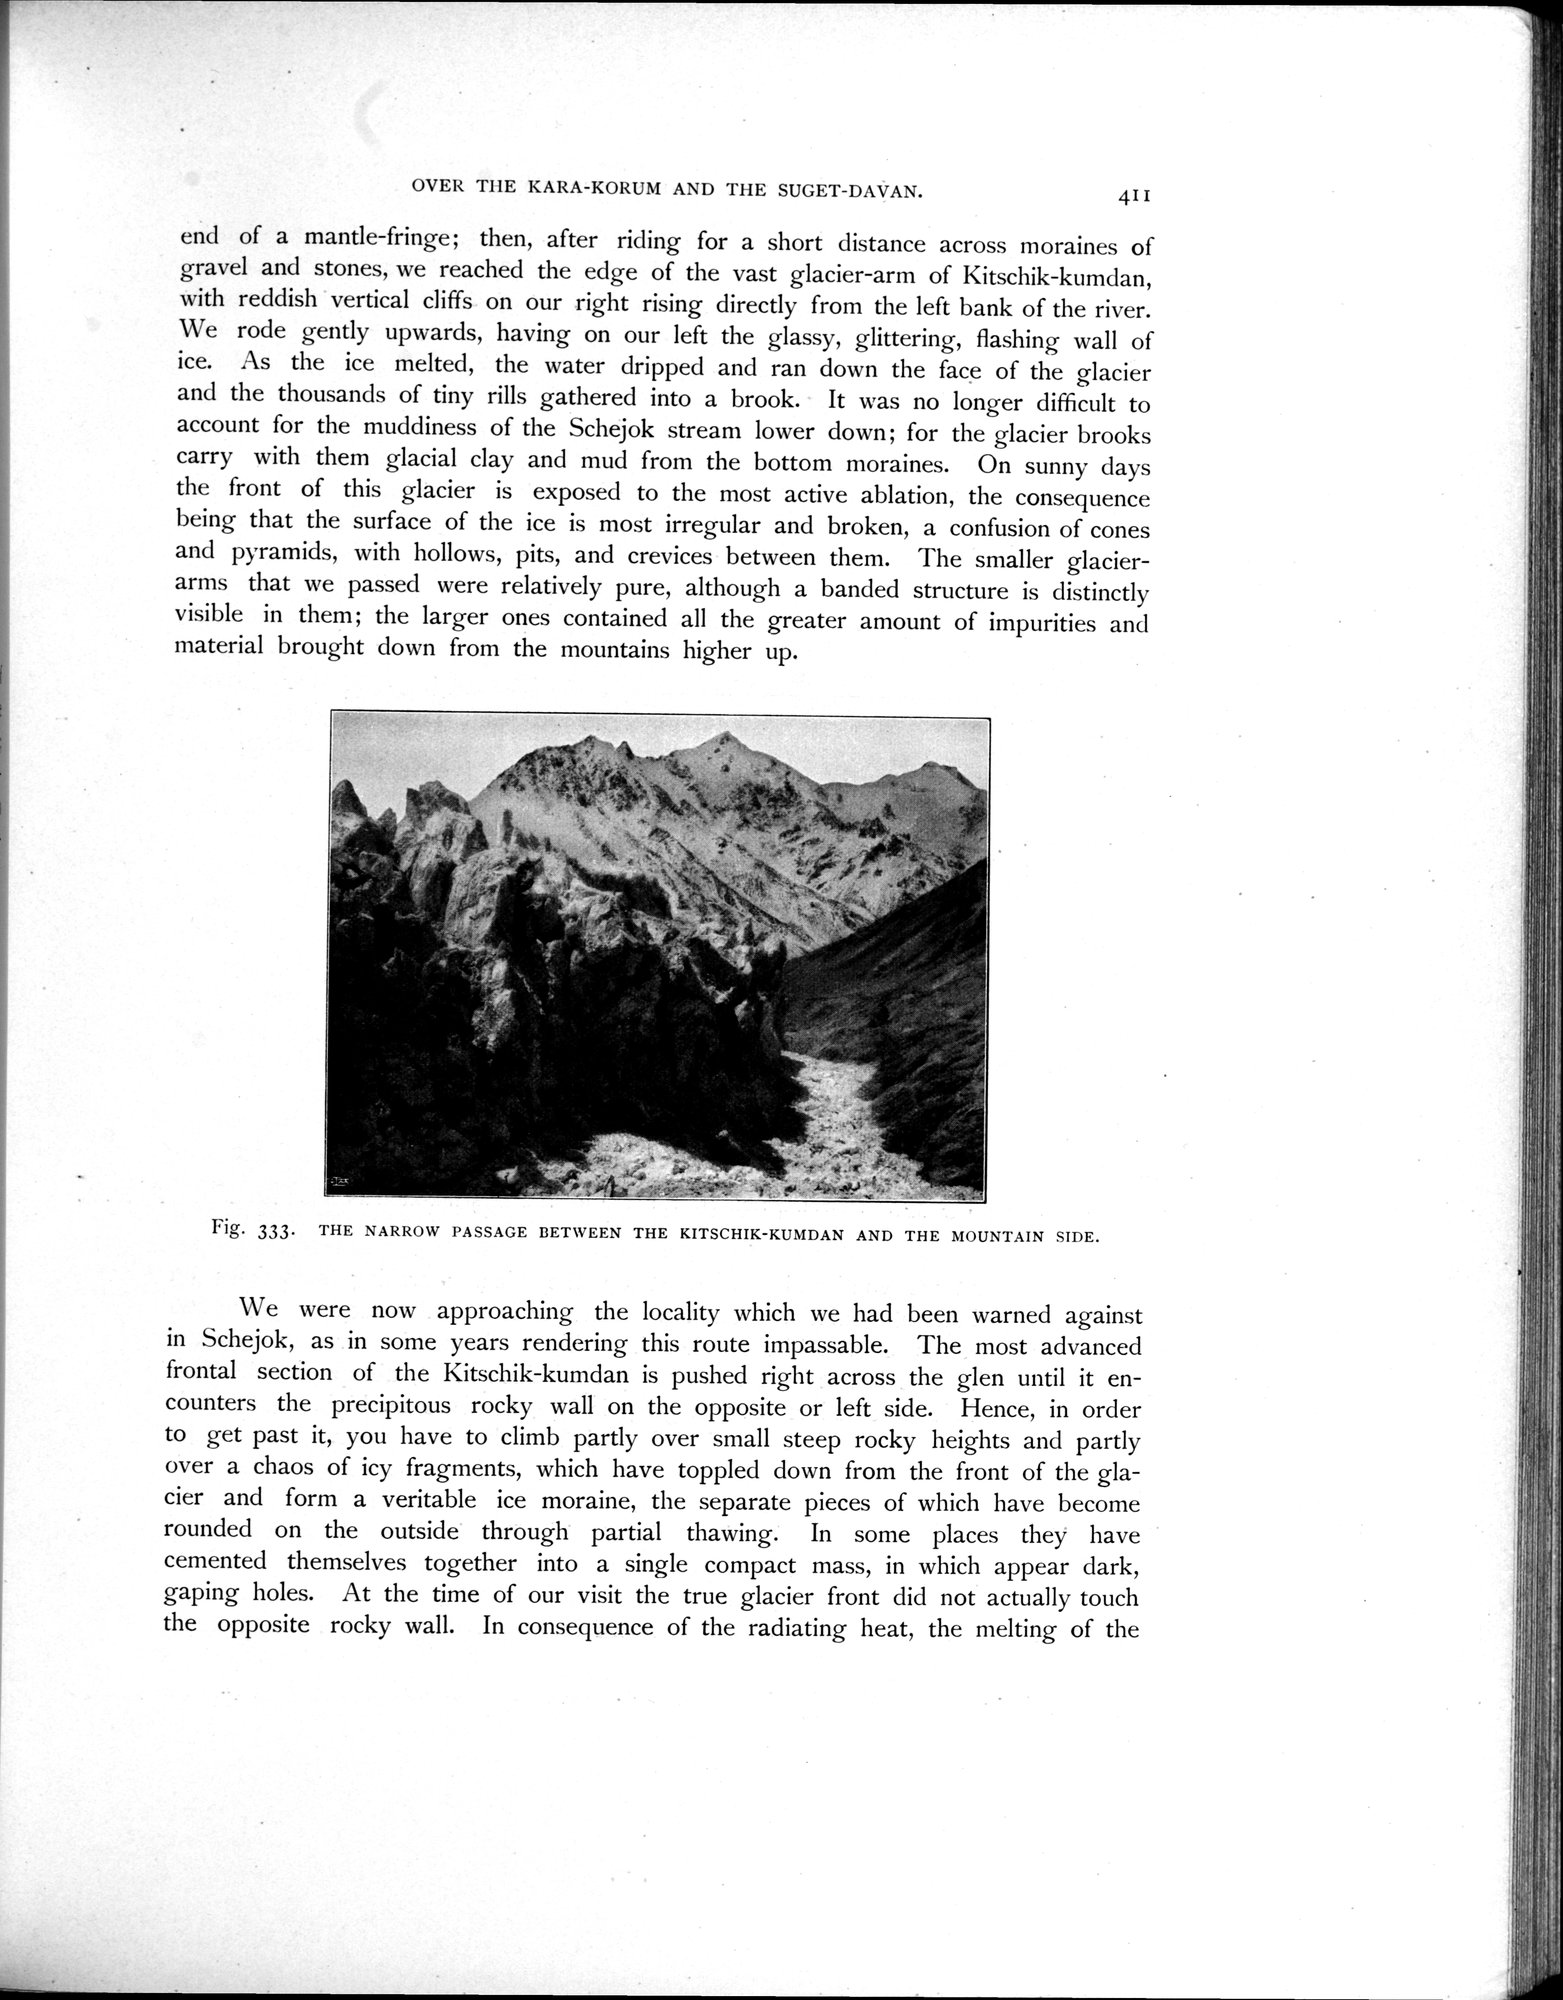 OVER THE KARA-KORUM AND THE SUGET-DAVAN. 411
end of a mantle-fringe; then, after riding for a short distance across moraines of
gravel and stones, we reached the edge of the vast glacier-arm of Kitschik-kumdan,
with reddish vertical cliffs on our right rising directly from the left bank of the river.
We rode gently upwards, having on our left the glassy, glittering, flashing wall of
ice. As the ice melted, the water dripped and ran down the face of the glacier
and the thousands of tiny rills gathered into a brook. It was no longer difficult to
account for the muddiness of the Schejok stream lower down; for the glacier brooks
carry with them glacial clay and mud from the bottom moraines. On sunny days
the front of this glacier is exposed to the most active ablation, the consequence
being that the surface of the ice is most irregular and broken, a confusion of cones
and pyramids, with hollows, pits, and crevices between them. The smaller glacier-
arms that we passed were relatively pure, although a banded structure is distinctly
visible in them; the larger ones contained all the greater amount of impurities and
material brought down from the mountains higher up.
Fig. 333. THE NARROW PASSAGE BETWEEN THE KITSCHIK-KUMDAN AND THE MOUNTAIN SIDE.
We were now approaching the locality which we had been warned against
in Schejok, as in some years rendering this route impassable. The most advanced
frontal section of the Kitschik-kumdan is pushed right across the glen until it en-
counters the precipitous rocky wall on the opposite or left side. Hence, in order
to get past it, you have to climb partly over small steep rocky heights and partly
over a chaos of icy fragments, which have toppled down from the front of the gla-
cier and form a veritable ice moraine, the separate pieces of which have become
rounded on the outside through partial thawing. In some places they have
cemented themselves together into a single compact mass, in which appear dark,
gaping holes. At the time of our visit the true glacier front did not actually touch
the opposite rocky wall. In consequence of the radiating heat, the melting of the